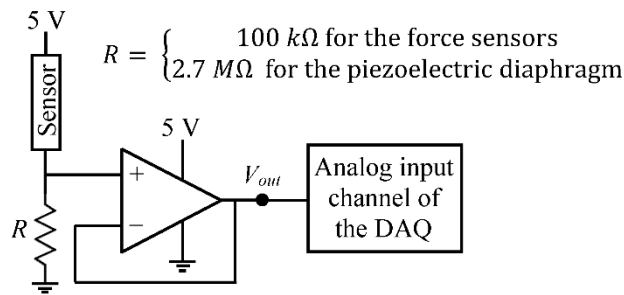 5 V
R = { 100 kΩ for the force sensors
2.7 MΩ for the piezoelectric diaphragm
Sensor
5 V
+
−
V_out
R
Analog input
channel of
the DAQ